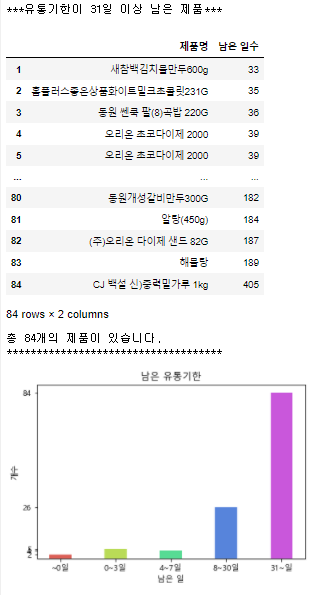 ***유통기한이 31일 이상 남은 제품***
제품명 남은 일수
1 새참백김치올만두600g 33
2 홈플러스좋은상품화이트밀크초콜릿231G 35
3 동원 쎈쿡 팥(8)곡밥 220G 36
4 오리온 초코다이제 2000 39
5 오리온 초코다이제 2000 39
... ... ...
80 동원개성갈비만두300G 182
81 알탕(450g) 184
82 (주)오리온 다이제 샌드 82G 187
83 해물탕 189
84 CJ 백설 신)중력밀가루 1kg 405
84 rows × 2 columns
총 84개의 제품이 있습니다.
************************************
남은 유통기한
84
개수
26
2
~0일 0~3일 4~7일 8~30일 31~일
남은 일